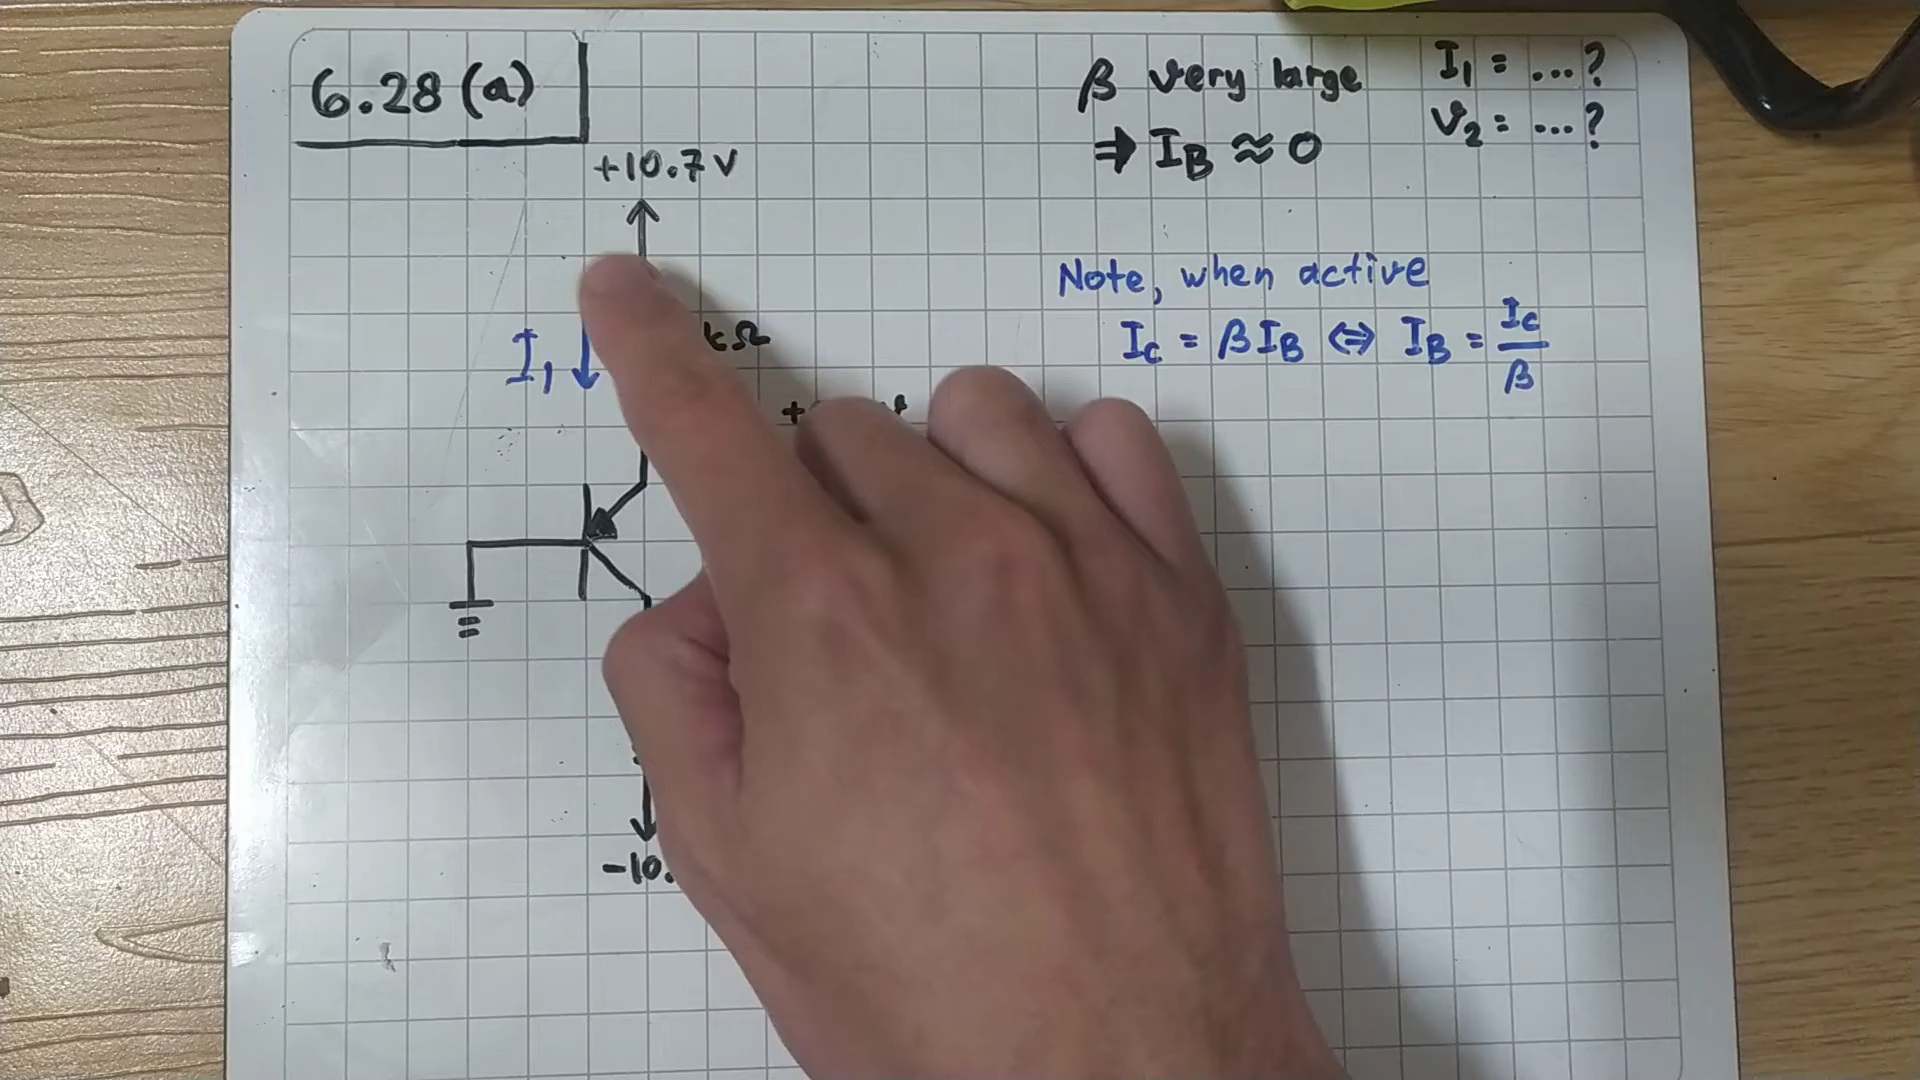 6.28 (a)
β very large
⇒ I_B ≈ 0
I₁ = ...?
V₂ = ...?
+10.7 V
Note, when active
I_C = βI_B ⇔ I_B = I_C / β
I₁
kΩ
+
-10.